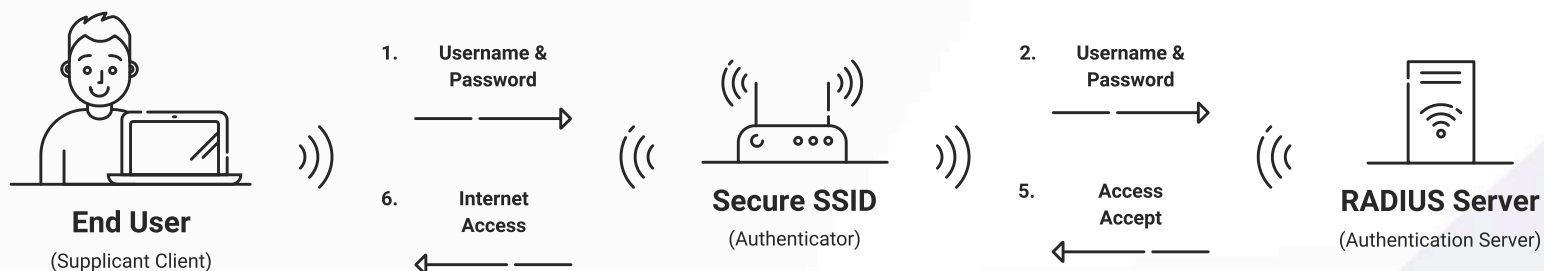 1. Username &
Password
2. Username &
Password
6. Internet
Access
5. Access
Accept
End User
(Supplicant Client)
Secure SSID
(Authenticator)
RADIUS Server
(Authentication Server)